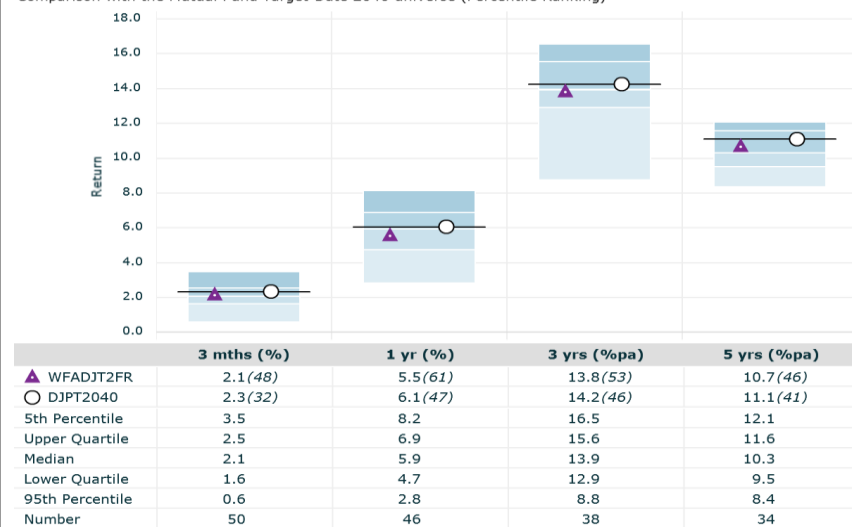 18.0
16.0
14.0
12.0
10.0
8.0
6.0
4.0
2.0
0.0
Return
3 mths (%) 1 yr (%) 3 yrs (%pa) 5 yrs (%pa)
WFADJT2FR 2.1(48) 5.5(61) 13.8(53) 10.7(46)
DJPT2040 2.3(32) 6.1(47) 14.2(46) 11.1(41)
5th Percentile 3.5 8.2 16.5 12.1
Upper Quartile 2.5 6.9 15.6 11.6
Median 2.1 5.9 13.9 10.3
Lower Quartile 1.6 4.7 12.9 9.5
95th Percentile 0.6 2.8 8.8 8.4
Number 50 46 38 34